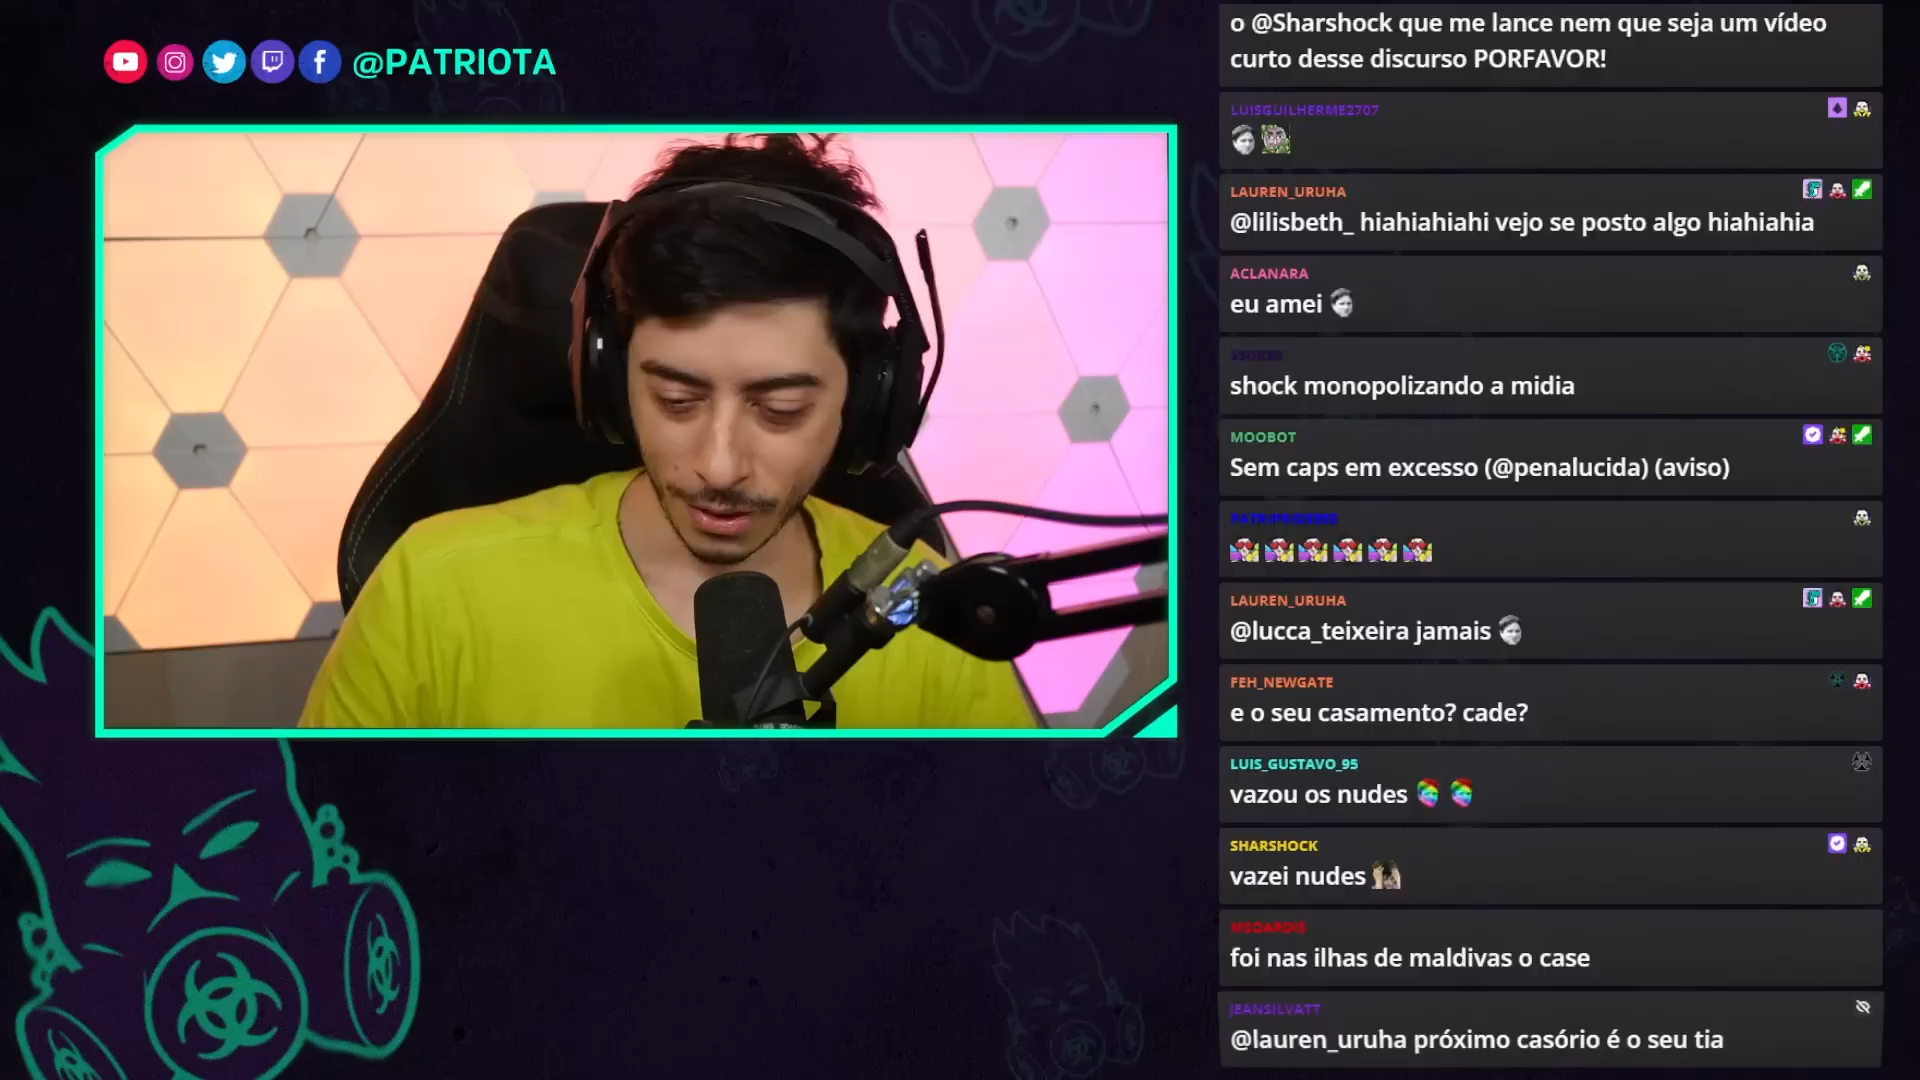 @PATRIOTA
o @Sharshock que me lance nem que seja um vídeo
curto desse discurso PORFAVOR!
LUISGUILHERME2707
LAUREN_URUHA
@lilisbeth_ hiahiahiahi vejo se posto algo hiahiahia
ACLANARA
eu amei
shock monopolizando a midia
MOOBOT
Sem caps em excesso (@penalucida) (aviso)
LAUREN_URUHA
@lucca_teixeira jamais
FEH_NEWGATE
e o seu casamento? cade?
LUIS_GUSTAVO_95
vazou os nudes
SHARSHOCK
vazei nudes
MSDARDIS
foi nas ilhas de maldivas o case
JEANSILVATT
@lauren_uruha próximo casório é o seu tia